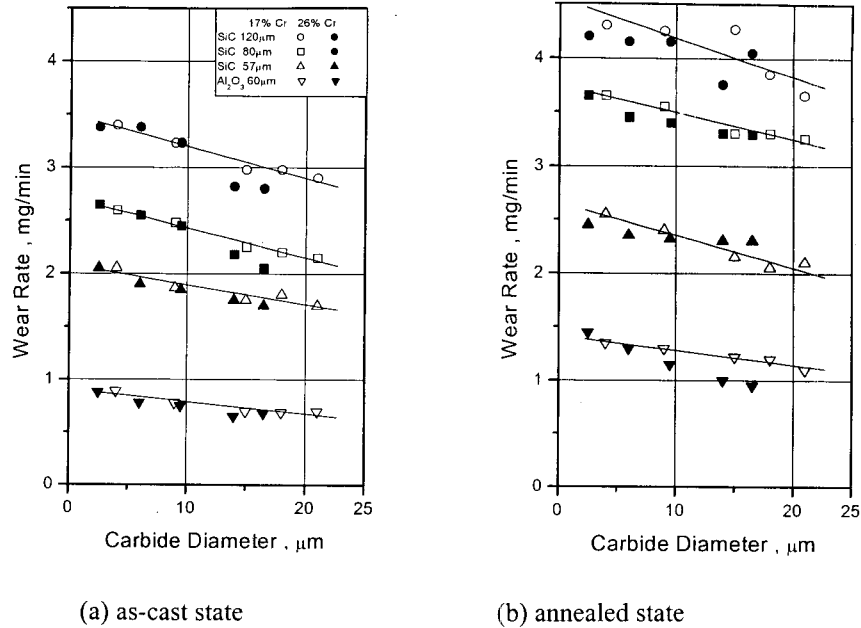 17% Cr 26% Cr
SiC 120μm ○ ●
SiC 80μm □ ■
SiC 57μm △ ▲
Al₂O₃ 60μm ▽ ▼
4
3
2
1
0
Wear Rate , mg/min
0 10 20 25
Carbide Diameter , μm
(a) as-cast state
4
3
2
1
0
Wear Rate , mg/min
0 5 10 15 20 25
Carbide Diameter , μm
(b) annealed state